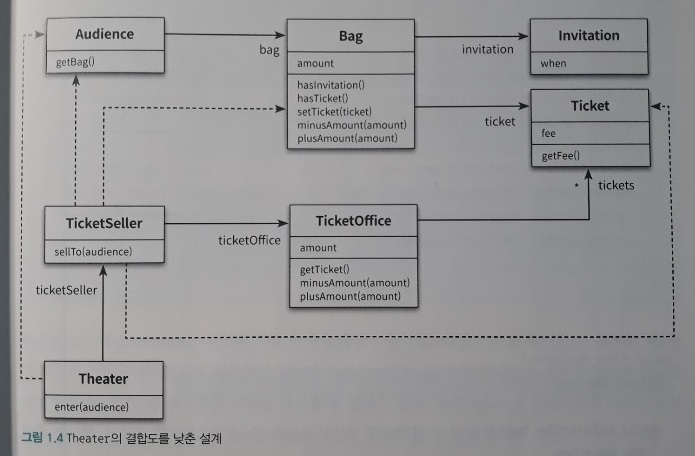 Audience
getBag()
bag
Bag
amount
hasInvitation()
hasTicket()
setTicket(ticket)
minusAmount(amount)
plusAmount(amount)
invitation
Invitation
when
ticket
Ticket
fee
getFee()
* tickets
TicketSeller
sellTo(audience)
ticketOffice
TicketOffice
amount
getTicket()
minusAmount(amount)
plusAmount(amount)
ticketSeller
Theater
enter(audience)
그림 1.4 Theater의 결합도를 낮춘 설계